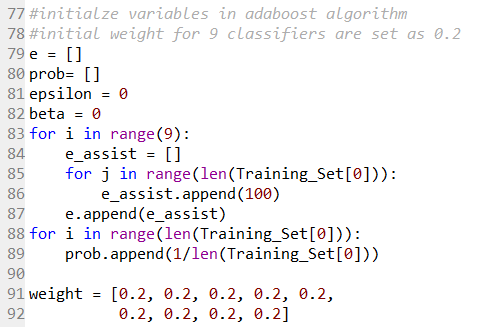 77 #initialze variables in adaboost algorithm
78 #initial weight for 9 classifiers are set as 0.2
79 e = []
80 prob= []
81 epsilon = 0
82 beta = 0
83 for i in range(9):
84     e_assist = []
85     for j in range(len(Training_Set[0])):
86         e_assist.append(100)
87     e.append(e_assist)
88 for i in range(len(Training_Set[0])):
89     prob.append(1/len(Training_Set[0]))
90
91 weight = [0.2, 0.2, 0.2, 0.2, 0.2,
92           0.2, 0.2, 0.2, 0.2]